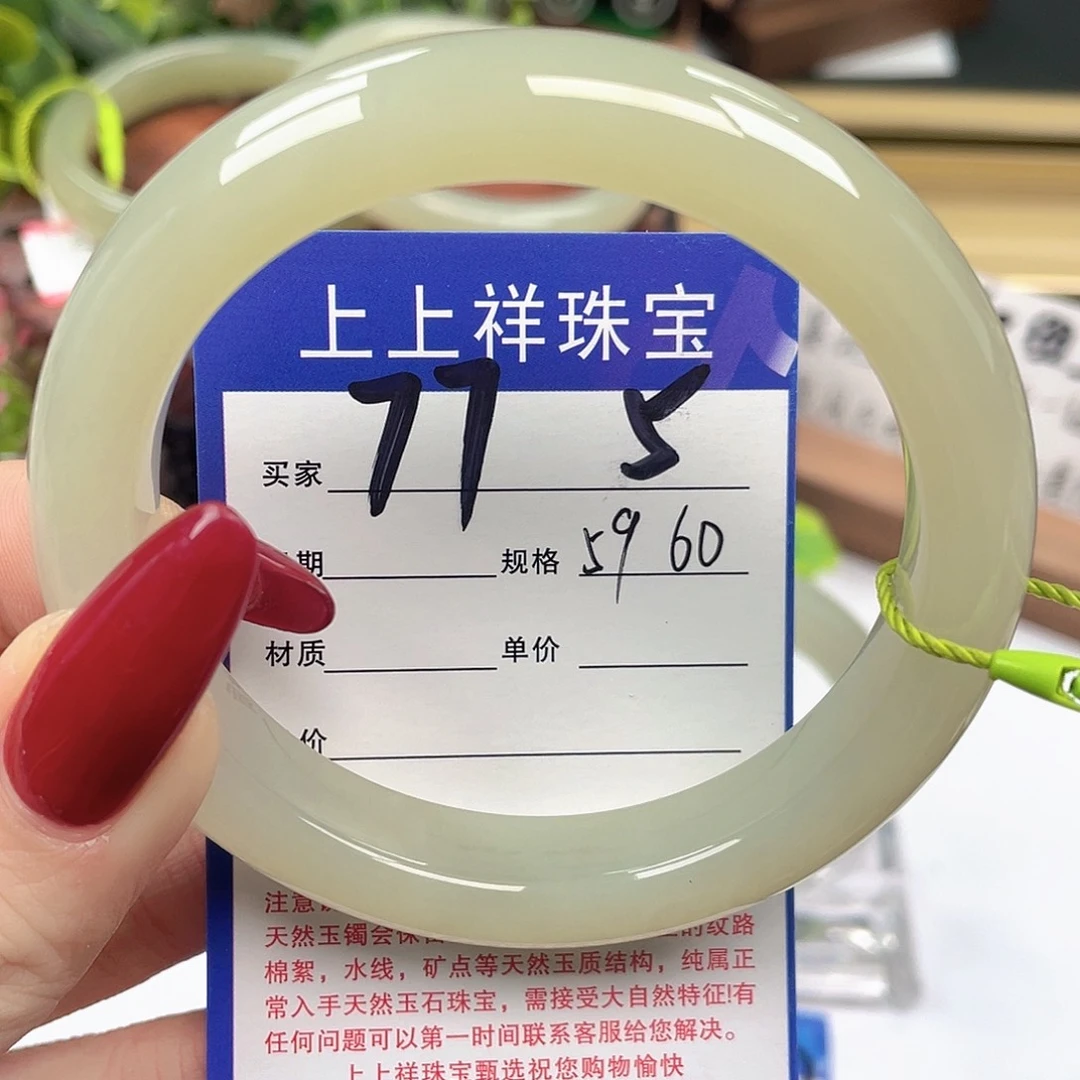 上上祥珠宝
77 5
买家
期 规格 59 60
材质 单价
价
注意
天然玉镯会 的纹路
棉絮，水线，矿点等天然玉质结构，纯属正
常入手天然玉石珠宝，需接受大自然特征!有
任何问题可以第一时间联系客服给您解决。
上上祥珠宝甄选祝您购物愉快